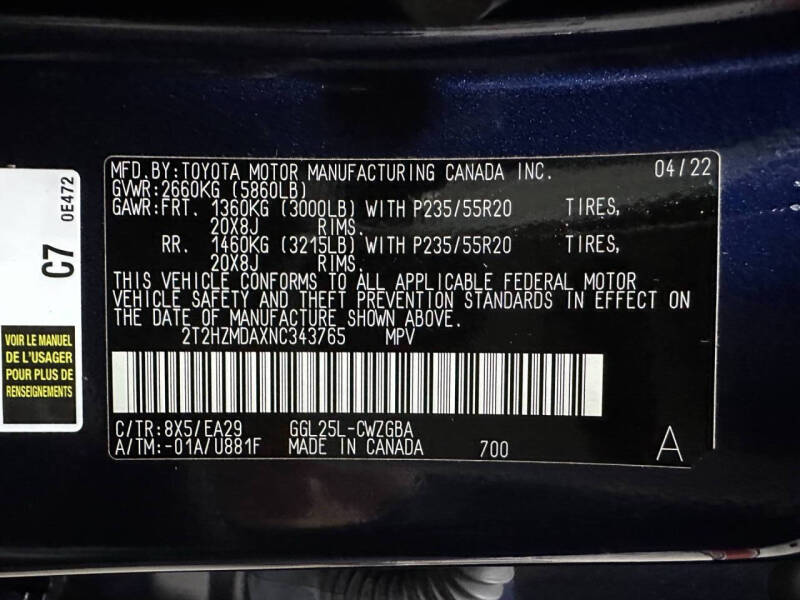 MFD.BY:TOYOTA MOTOR MANUFACTURING CANADA INC. 04/22
GVWR:2660KG (5860LB)
GAWR:FRT. 1360KG (3000LB) WITH P235/55R20 TIRES,
20X8J RIMS.
RR. 1460KG (3215LB) WITH P235/55R20 TIRES,
20X8J RIMS.
THIS VEHICLE CONFORMS TO ALL APPLICABLE FEDERAL MOTOR
VEHICLE SAFETY AND THEFT PREVENTION STANDARDS IN EFFECT ON
THE DATE OF MANUFACTURE SHOWN ABOVE.
2T2HZMDAXNC343765 MPV
C/TR:8X5/EA29 GGL25L-CWZGBA
A/TM:-01A/U881F MADE IN CANADA 700 A
C7 0E472
VOIR LE MANUEL
DE L'USAGER
POUR PLUS DE
RENSEIGNEMENTS